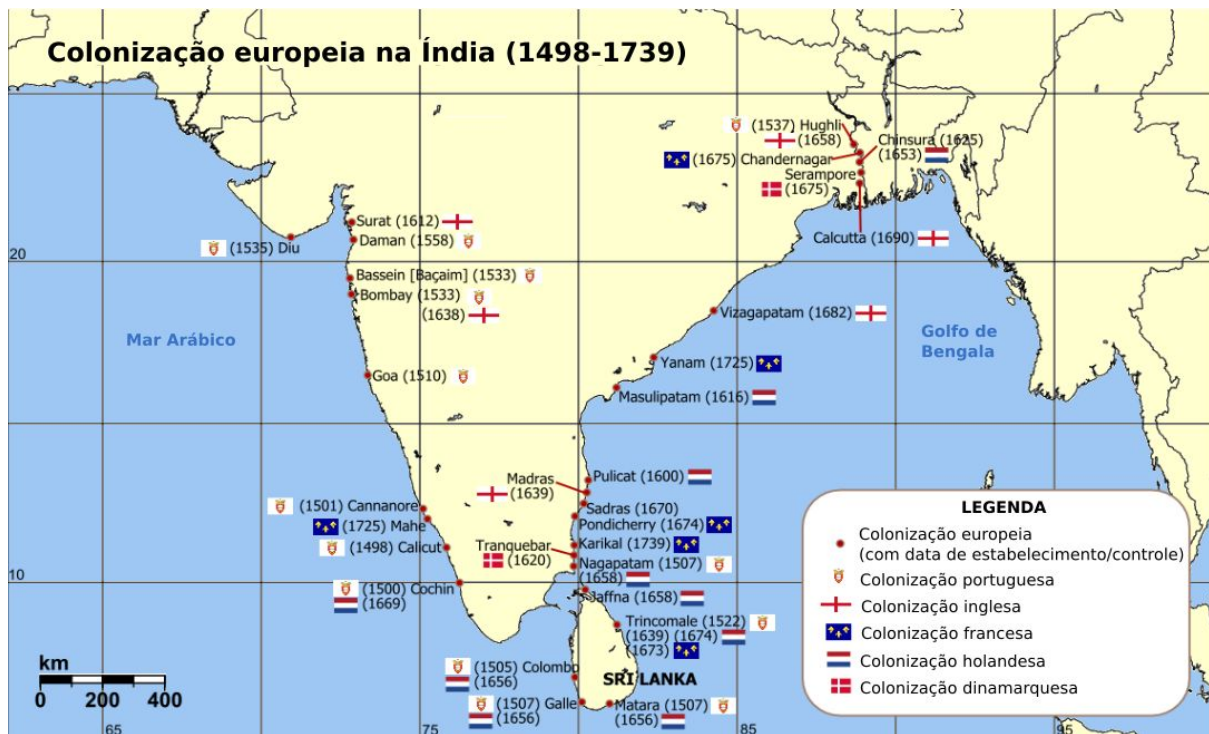 Colonização europeia na Índia (1498-1739)
(1537) Hughli
(1658)
Chinsura (1625)
(1653)
(1675) Chandernagar
Serampore
(1675)
Calcutta (1690)
Surat (1612)
Daman (1558)
(1535) Diu
20
Bassein [Baçaim] (1533)
Bombay (1533)
(1638)
Vizagapatam (1682)
Mar Arábico
Golfo de
Bengala
Yanam (1725)
Goa (1510)
Masulipatam (1616)
Madras
(1639)
Pulicat (1600)
(1501) Cannanore
Sadras (1670)
(1725) Mahe
Pondicherry (1674)
(1498) Calicut
Karikal (1739)
Tranquebar
(1620)
Nagapatam (1507)
(1658)
10
(1500) Cochin
(1669)
Jaffna (1658)
Trincomale (1522)
(1639) (1674)
(1673)
(1505) Colombo
(1656)
SRI LANKA
(1507) Galle
(1656)
Matara (1507)
(1656)
km
0 200 400
65
75
85
95
LEGENDA
Colonização europeia
(com data de estabelecimento/controle)
Colonização portuguesa
Colonização inglesa
Colonização francesa
Colonização holandesa
Colonização dinamarquesa